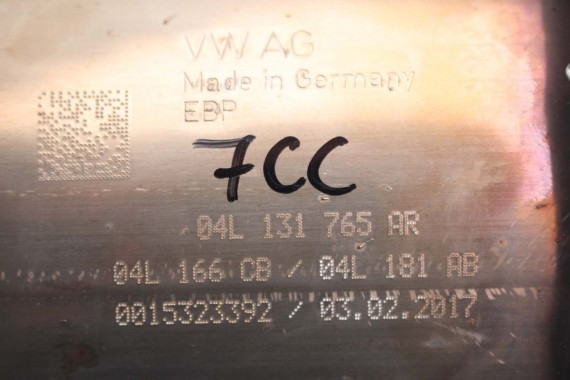 VW AG
Made in Germany
EBP
7CC
04L 131 765 AR
04L 166 CB / 04L 181 AB
0015323392 / 03.02.2017